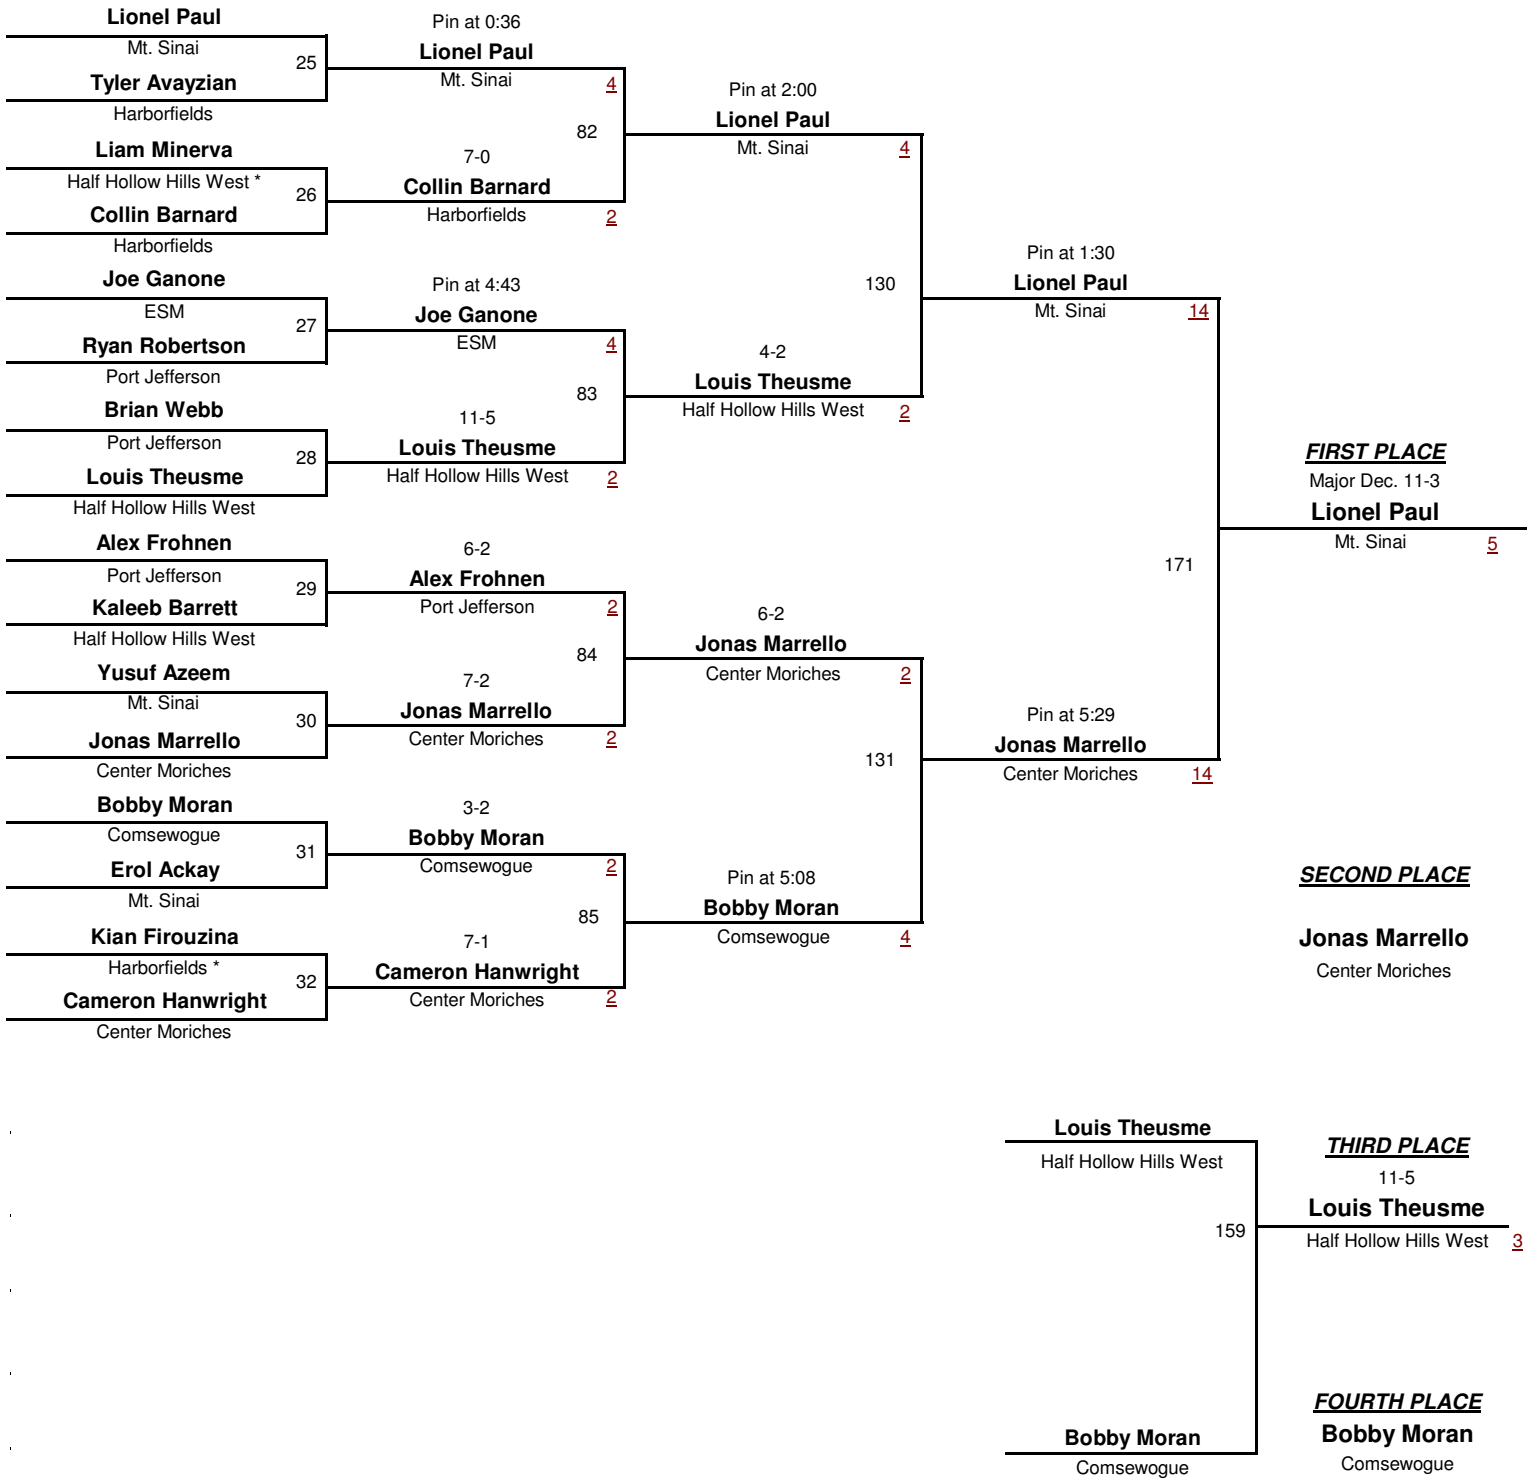 Lionel Paul
Mt. Sinai
25
Tyler Avayzian
Harborfields
Liam Minerva
Half Hollow Hills West *
26
Collin Barnard
Harborfields
Joe Ganone
ESM
27
Ryan Robertson
Port Jefferson
Brian Webb
Port Jefferson
28
Louis Theusme
Half Hollow Hills West
Alex Frohnen
Port Jefferson
29
Kaleeb Barrett
Half Hollow Hills West
Yusuf Azeem
Mt. Sinai
30
Jonas Marrello
Center Moriches
Bobby Moran
Comsewogue
31
Erol Ackay
Mt. Sinai
Kian Firouzina
Harborfields *
32
Cameron Hanwright
Center Moriches
Pin at 0:36
Lionel Paul
Mt. Sinai
4
82
7-0
Collin Barnard
Harborfields
2
Pin at 4:43
Joe Ganone
ESM
4
83
11-5
Louis Theusme
Half Hollow Hills West
2
6-2
Alex Frohnen
Port Jefferson
2
84
7-2
Jonas Marrello
Center Moriches
2
3-2
Bobby Moran
Comsewogue
2
85
7-1
Cameron Hanwright
Center Moriches
2
Pin at 2:00
Lionel Paul
Mt. Sinai
4
130
4-2
Louis Theusme
Half Hollow Hills West
2
6-2
Jonas Marrello
Center Moriches
2
131
Pin at 5:08
Bobby Moran
Comsewogue
4
Pin at 1:30
Lionel Paul
Mt. Sinai
14
171
Pin at 5:29
Jonas Marrello
Center Moriches
14
FIRST PLACE
Major Dec. 11-3
Lionel Paul
Mt. Sinai
5
SECOND PLACE
Jonas Marrello
Center Moriches
Louis Theusme
Half Hollow Hills West
159
Bobby Moran
Comsewogue
THIRD PLACE
11-5
Louis Theusme
Half Hollow Hills West
3
FOURTH PLACE
Bobby Moran
Comsewogue